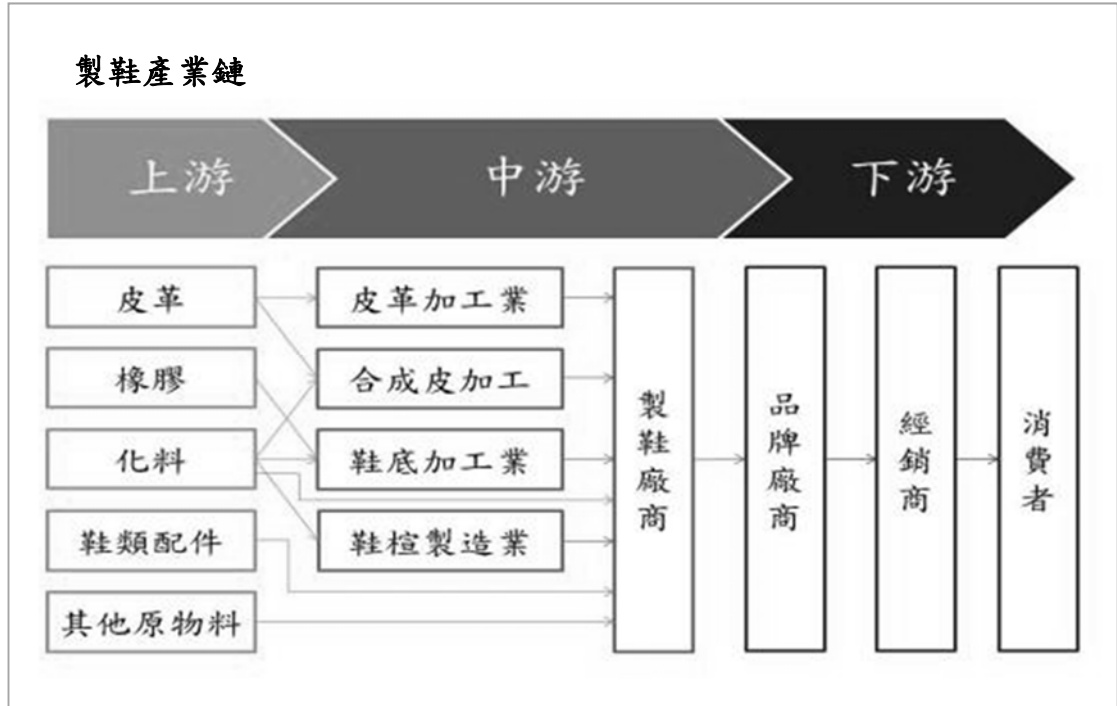 製鞋產業鏈
上游
中游
下游
皮革
橡膠
化料
鞋類配件
其他原物料
皮革加工業
合成皮加工
鞋底加工業
鞋楦製造業
製鞋廠商
品牌廠商
經銷商
消費者